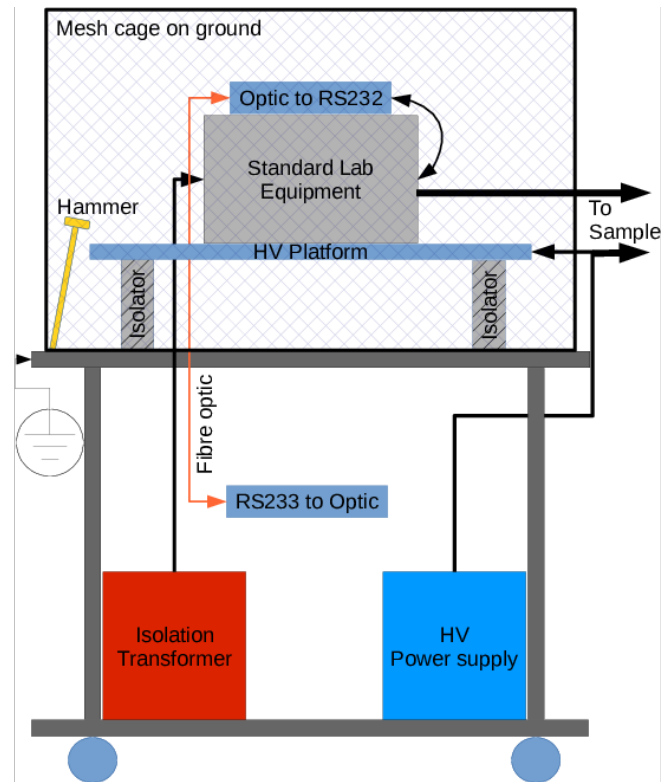 Mesh cage on ground
Optic to RS232
Standard Lab
Equipment
Hammer
To
Sample
HV Platform
Isolator
Isolator
Fibre optic
RS233 to Optic
Isolation
Transformer
HV
Power supply